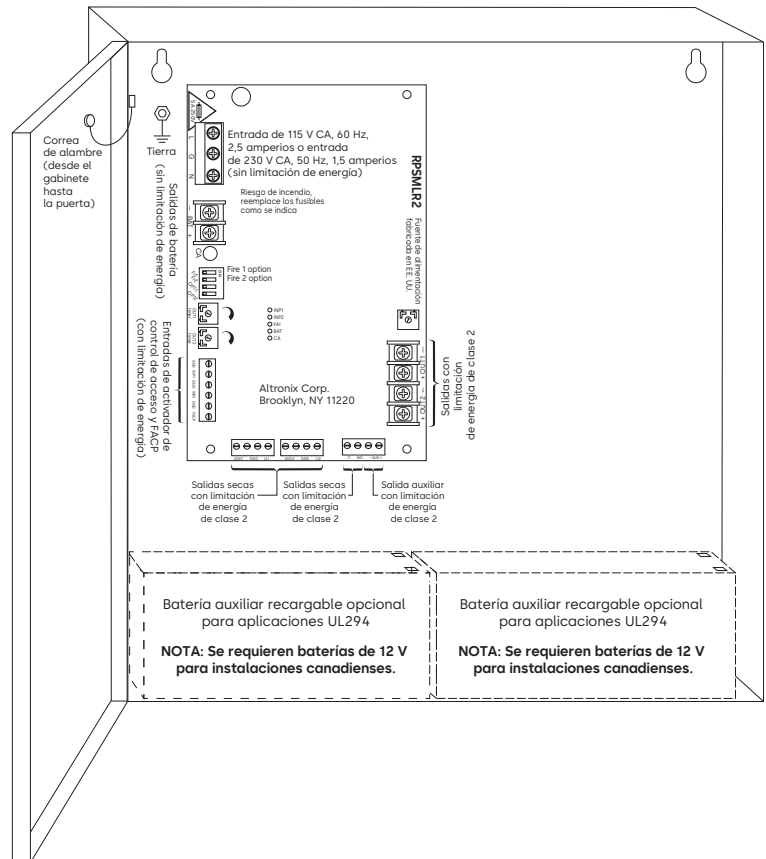 Correa
de alambre
(desde el
gabinete
hasta
la puerta)
Tierra
(sin limitación de energía)
Salidas de batería
Entradas de activador de
control de acceso y FACP
(con limitación de energía)
L
G
N
Entrada de 115 V CA, 60 Hz,
2,5 amperios o entrada
de 230 V CA, 50 Hz, 1,5 amperios
(sin limitación de energía)
Riesgo de incendio,
reemplace los fusibles
como se indica
RPSMLR2
Fuente de alimentación
fabricada en EE. UU.
– BAT +
CA
Fire 1 option
Fire 2 option
INP1
INP2
FAI
BAT
CA
Altronix Corp.
Brooklyn, NY 11220
Salidas con
limitación
de energía de clase 2
C NO –AUX+
Salidas secas
con limitación
de energía
de clase 2
Salidas secas
con limitación
de energía
de clase 2
Salida auxiliar
con limitación
de energía
de clase 2
Batería auxiliar recargable opcional
para aplicaciones UL294
NOTA: Se requieren baterías de 12 V
para instalaciones canadienses.
Batería auxiliar recargable opcional
para aplicaciones UL294
NOTA: Se requieren baterías de 12 V
para instalaciones canadienses.